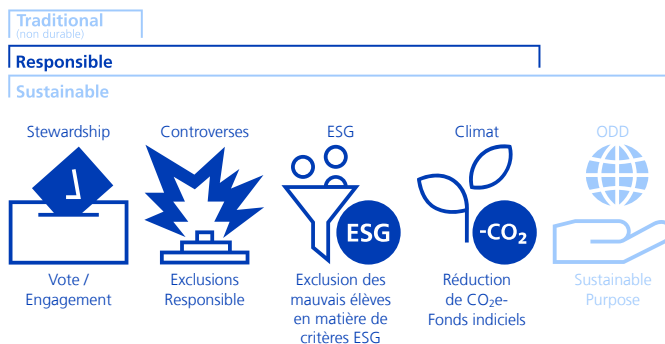 Traditional
(non durable)
Responsible
Sustainable
Stewardship
Controverses
ESG
Climat
ODD
ESG
-CO₂
Vote /
Engagement
Exclusions
Responsible
Exclusion des
mauvais élèves
en matière de
critères ESG
Réduction
de CO₂e-
Fonds indiciels
Sustainable
Purpose